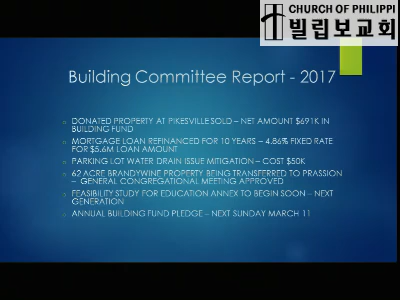 CHURCH OF PHILIPPI
빌립보교회
Building Committee Report - 2017
» DONATED PROPERTY AT PIKESVILLE SOLD – NET AMOUNT $691K IN
BUILDING FUND
» MORTGAGE LOAN REFINANCED FOR 10 YEARS – 4.86% FIXED RATE
FOR $5.6M LOAN AMOUNT
» PARKING LOT WATER DRAIN ISSUE MITIGATION – COST $50K
» 62 ACRE BRANDYWINE PROPERTY BEING TRANSFERRED TO PRASSION
– GENERAL CONGREGATIONAL MEETING APPROVED
» FEASIBILITY STUDY FOR EDUCATION ANNEX TO BEGIN SOON – NEXT
GENERATION
» ANNUAL BUILDING FUND PLEDGE – NEXT SUNDAY MARCH 11